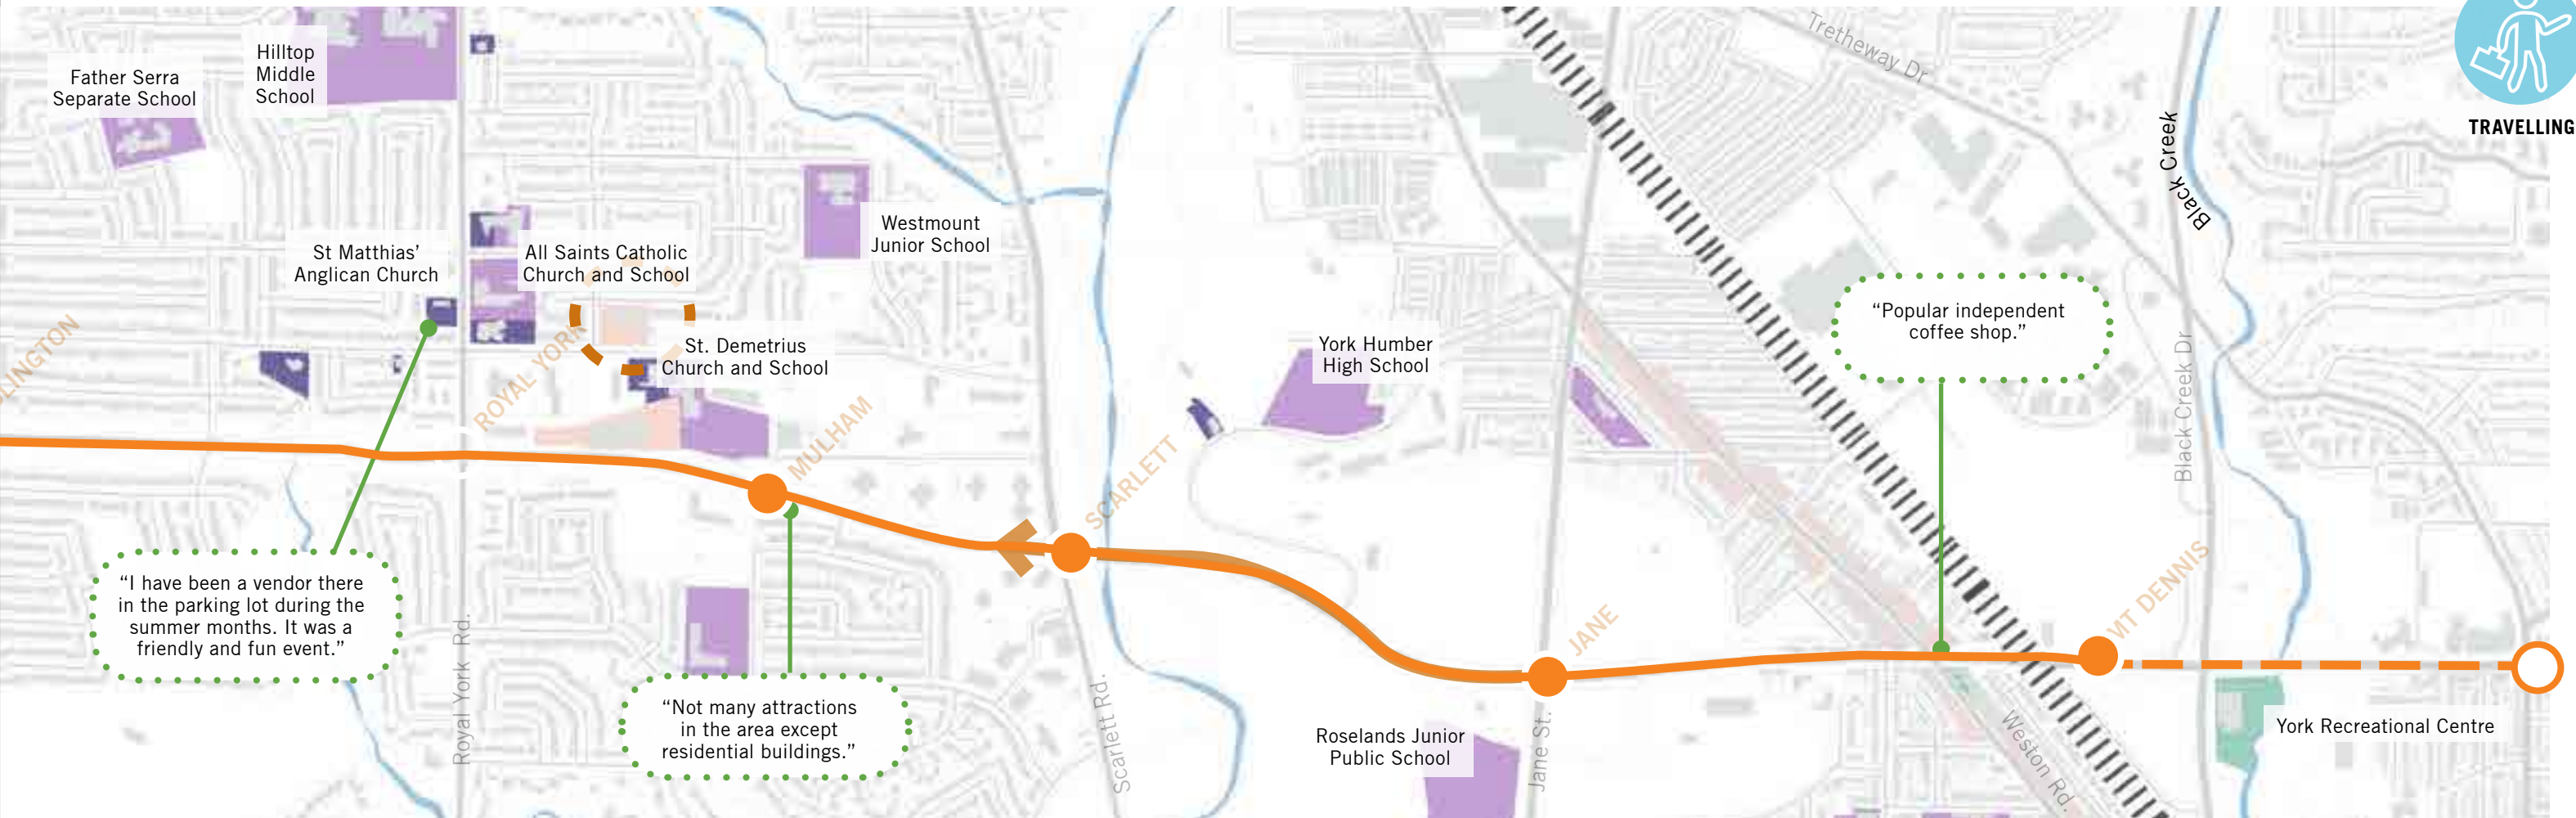 Father Serra
Separate School
Hilltop
Middle
School
Tretheway Dr
TRAVELLING
Black Creek
St Matthias’
Anglican Church
All Saints Catholic
Church and School
Westmount
Junior School
St. Demetrius
Church and School
York Humber
High School
“Popular independent
coffee shop.”
LINGTON
ROYAL YORK
MULHAM
SCARLETT
JANE
MT DENNIS
Black Creek Dr
“I have been a vendor there
in the parking lot during the
summer months. It was a
friendly and fun event.”
Royal York Rd.
“Not many attractions
in the area except
residential buildings.”
Scarlett Rd.
Roselands Junior
Public School
Jane St.
Weston Rd.
York Recreational Centre